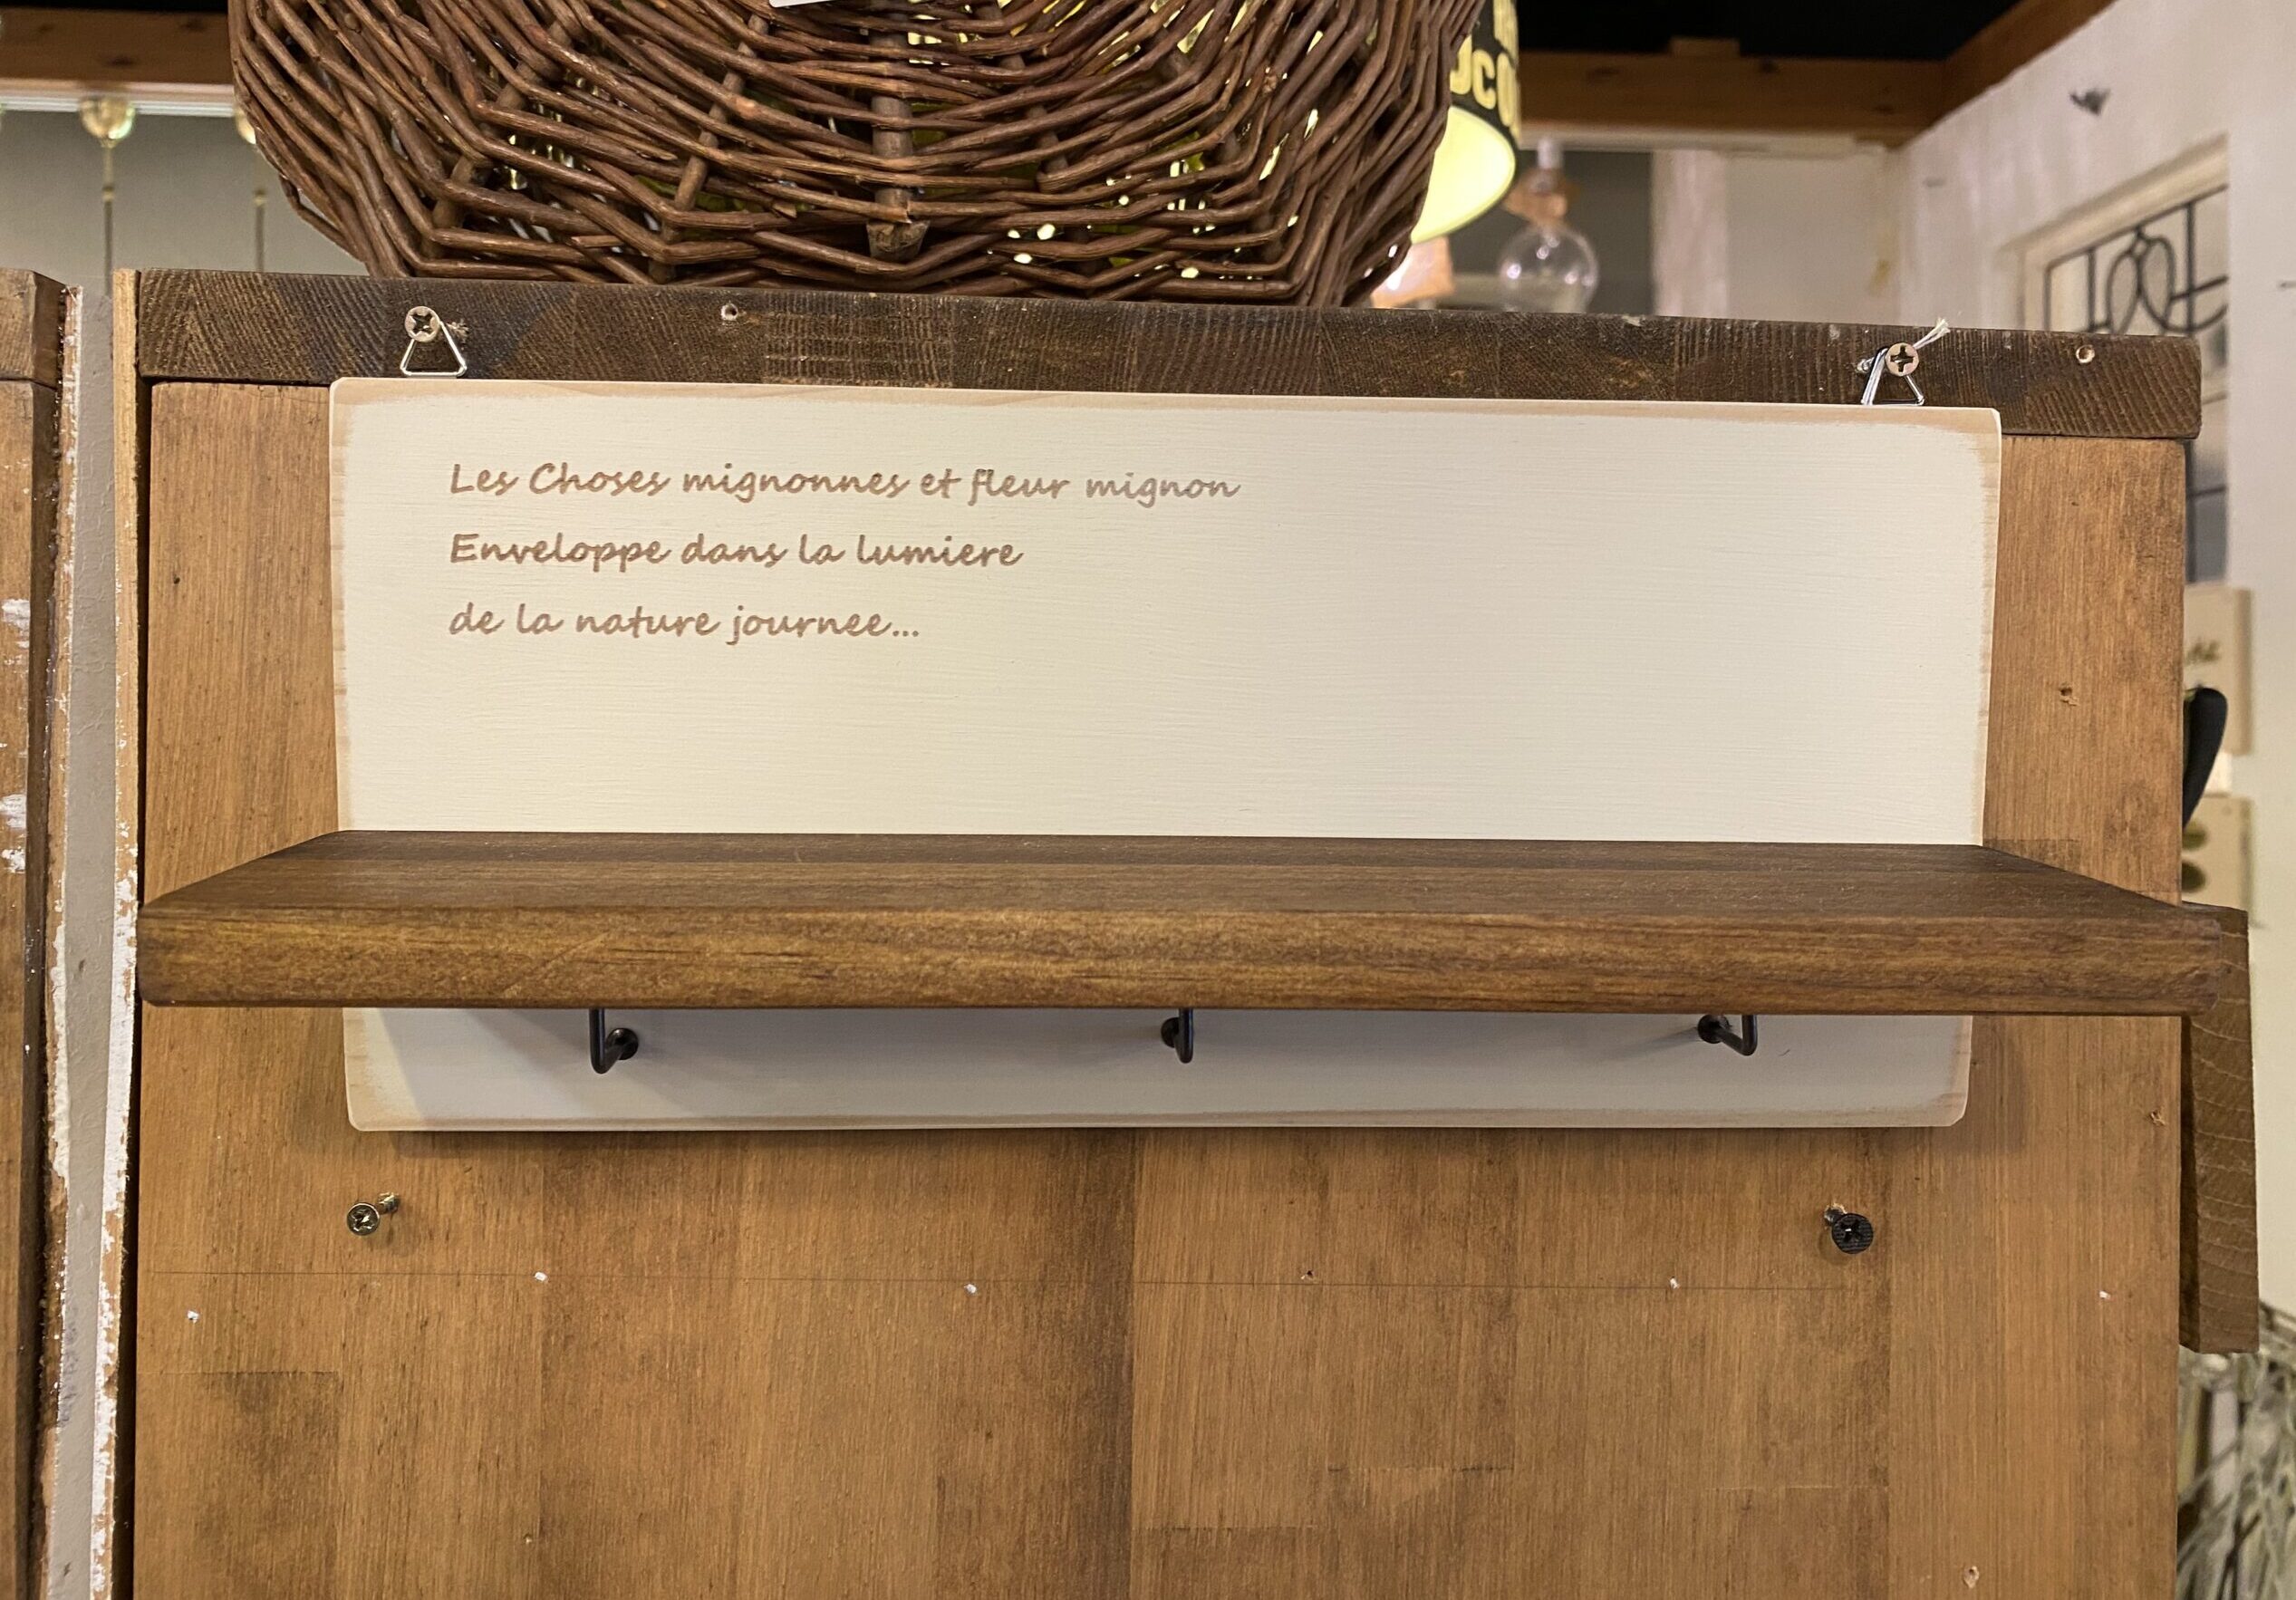 Les Choses mignonnes et fleur mignon
Enveloppe dans la lumiere
de la nature journee...